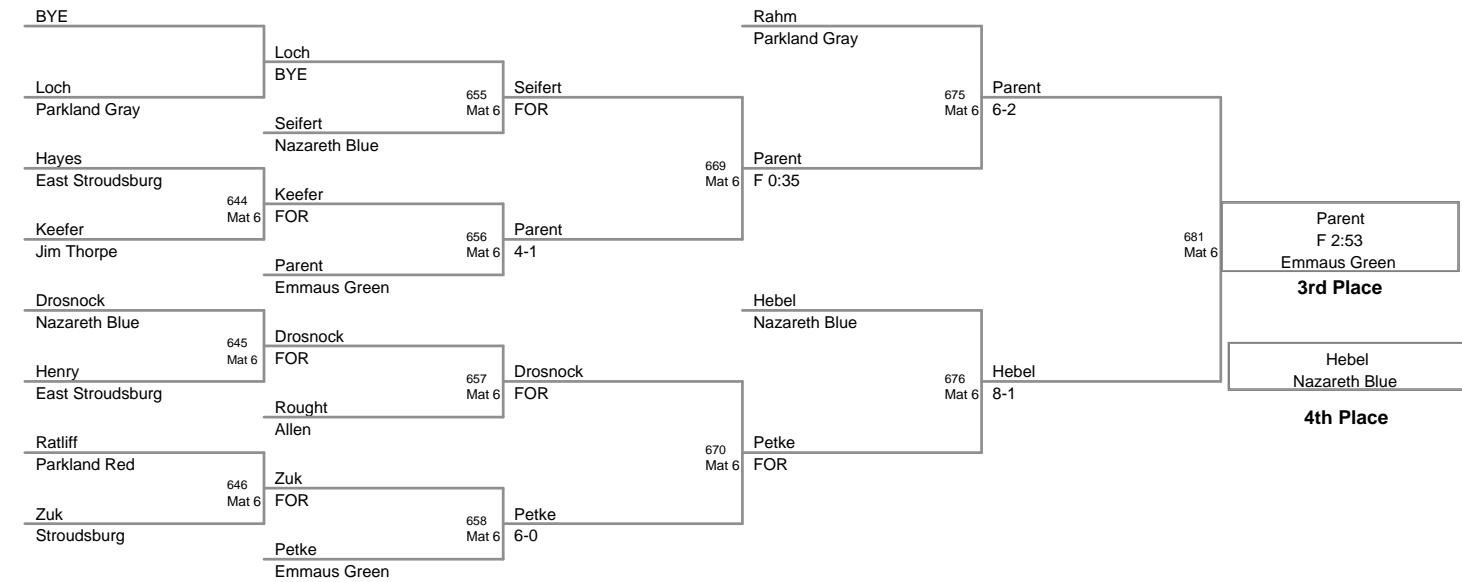 BYE
Rahm
Parkland Gray
Loch
BYE
Loch
Parkland Gray
655
Mat 6
Seifert
FOR
675
Mat 6
Parent
6-2
Seifert
Nazareth Blue
Hayes
East Stroudsburg
669
Mat 6
Parent
F 0:35
644
Mat 6
Keefer
FOR
Keefer
Jim Thorpe
656
Mat 6
Parent
4-1
681
Mat 6
Parent
F 2:53
Emmaus Green
3rd Place
Parent
Emmaus Green
Drosnock
Nazareth Blue
Hebel
Nazareth Blue
645
Mat 6
Drosnock
FOR
Henry
East Stroudsburg
657
Mat 6
Drosnock
FOR
676
Mat 6
Hebel
8-1
Hebel
Nazareth Blue
4th Place
Rought
Allen
Ratliff
Parkland Red
670
Mat 6
Petke
FOR
646
Mat 6
Zuk
FOR
Zuk
Stroudsburg
658
Mat 6
Petke
6-0
Petke
Emmaus Green